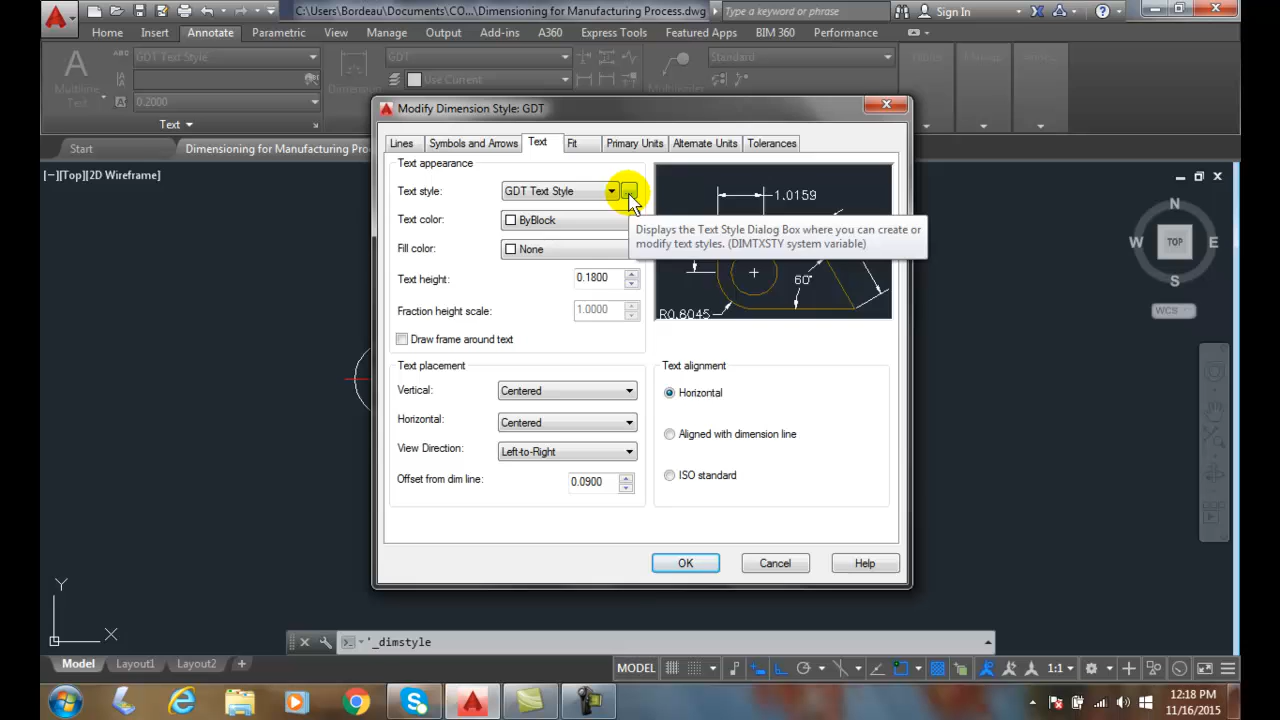 C:\Users\Bordeau\Documents\CO... Dimensioning for Manufacturing Process.dwg
Type a keyword or phrase
Sign In
Home Insert Annotate Parametric View Manage Output Add-ins A360 Express Tools Featured Apps BIM 360 Performance
GDT Text Style
GDT
Standard
Multiline
Text
Use Current
0.2000
Dimension
Text
Start
Dimensioning for Manufacturing Pro
[−][Top][2D Wireframe]
Modify Dimension Style: GDT
Lines Symbols and Arrows Text Fit Primary Units Alternate Units Tolerances
Text appearance
Text style: GDT Text Style
Text color: ByBlock
Fill color: None
Text height: 0.1800
Fraction height scale: 1.0000
Draw frame around text
1.0159
Displays the Text Style Dialog Box where you can create or
modify text styles. (DIMTXSTY system variable)
60°
R0.8045
Text placement
Vertical: Centered
Horizontal: Centered
View Direction: Left-to-Right
Offset from dim line: 0.0900
Text alignment
Horizontal
Aligned with dimension line
ISO standard
OK Cancel Help
N
W TOP E
S
WCS
Y
X
'_dimstyle
Model Layout1 Layout2 +
MODEL 1:1
12:18 PM
11/16/2015